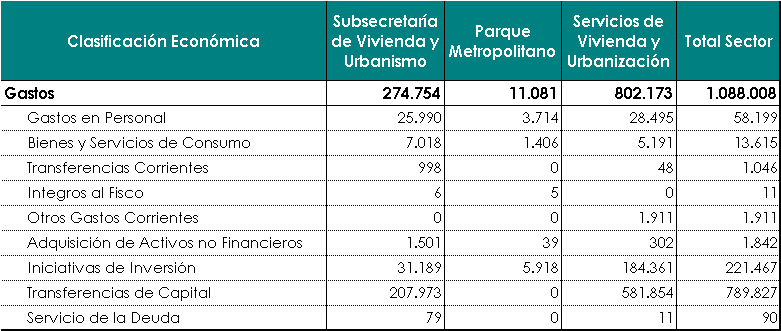 Clasificación Económica Subsecretaría de Vivienda y Urbanismo Parque Metropolitano Servicios de Vivienda y Urbanización Total Sector
Gastos 274.754 11.081 802.173 1.088.008
Gastos en Personal 25.990 3.714 28.495 58.199
Bienes y Servicios de Consumo 7.018 1.406 5.191 13.615
Transferencias Corrientes 998 0 48 1.046
Integros al Fisco 6 5 0 11
Otros Gastos Corrientes 0 0 1.911 1.911
Adquisición de Activos no Financieros 1.501 39 302 1.842
Iniciativas de Inversión 31.189 5.918 184.361 221.467
Transferencias de Capital 207.973 0 581.854 789.827
Servicio de la Deuda 79 0 11 90